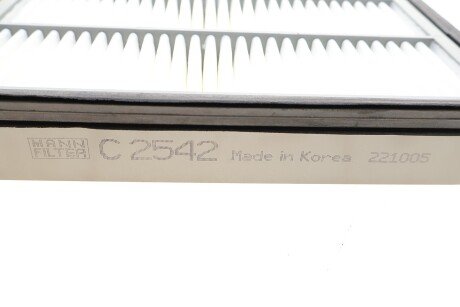 MANN
FILTER
C 2542 Made in Korea 221005